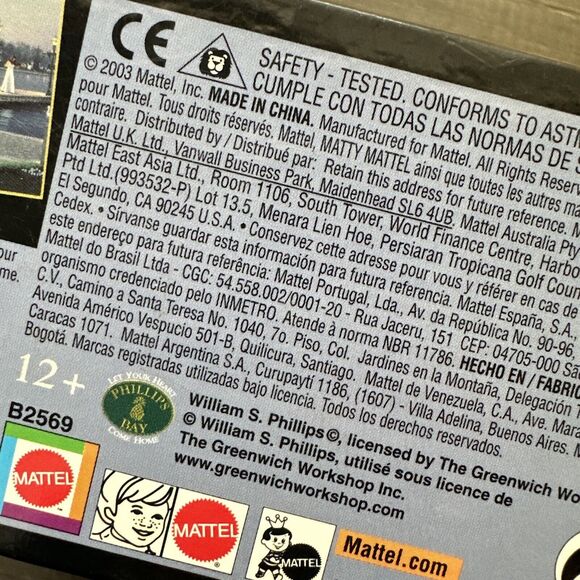 CE
SAFETY - TESTED. CONFORMS TO
CUMPLE CON TODAS LAS NORMAS DE
© 2003 Mattel, Inc. MADE IN CHINA. Manufactured for Mattel. All Rights
pour Mattel. Tous droits réservés. Mattel, MATTY MATTEL ainsi que toutes les autres
contraire. Distributed by / Distribué par: Retain this address for future reference.
Mattel U.K. Ltd., Vanwall Business Park, Maidenhead SL6 4UB. Mattel Australia Pty
Mattel East Asia Ltd., Room 1106, South Tower, World Finance Centre,
Ptd Ltd.(993532-P) Lot 13.5, Menara Lien Hoe, Persiaran Tropicana Golf
El Segundo, CA 90245 U.S.A. • Conservez cette adresse pour vous y référer en cas de
Cedex. • Sírvanse guardar esta información para futura referencia. Mattel España, S.A.,
este endereço para futura referência: Mattel Portugal, Lda., Av. da República No. 90-96,
Mattel do Brasil Ltda - CGC: 54.558.002/0001-20 - Rua Jaceru, 151 CEP: 04705-000
organismo credenciado pelo INMETRO. Atende à norma NBR 11786. HECHO EN /
C.V., Camino a Santa Teresa No. 1040, 7o. Piso, Col. Jardines en la Montaña, Delegación
Avenida Américo Vespucio 501-B, Quilicura, Santiago. Mattel de Venezuela, C.A., Ave.
Caracas 1071. Mattel Argentina S.A., Curupaytí 1186, (1607) - Villa Adelina, Buenos Aires.
Bogotá. Marcas registradas utilizadas bajo licencia. Todos los derechos reservados.
12+
LET YOUR HEART
PHILLIPS
BAY
COME HOME
William S. Phillips©, licensed by The Greenwich
© William S. Phillips, utilisé sous licence de
The Greenwich Workshop Inc.
www.greenwichworkshop.com
B2569
MATTEL
MATTEL
MATTEL
Mattel.com